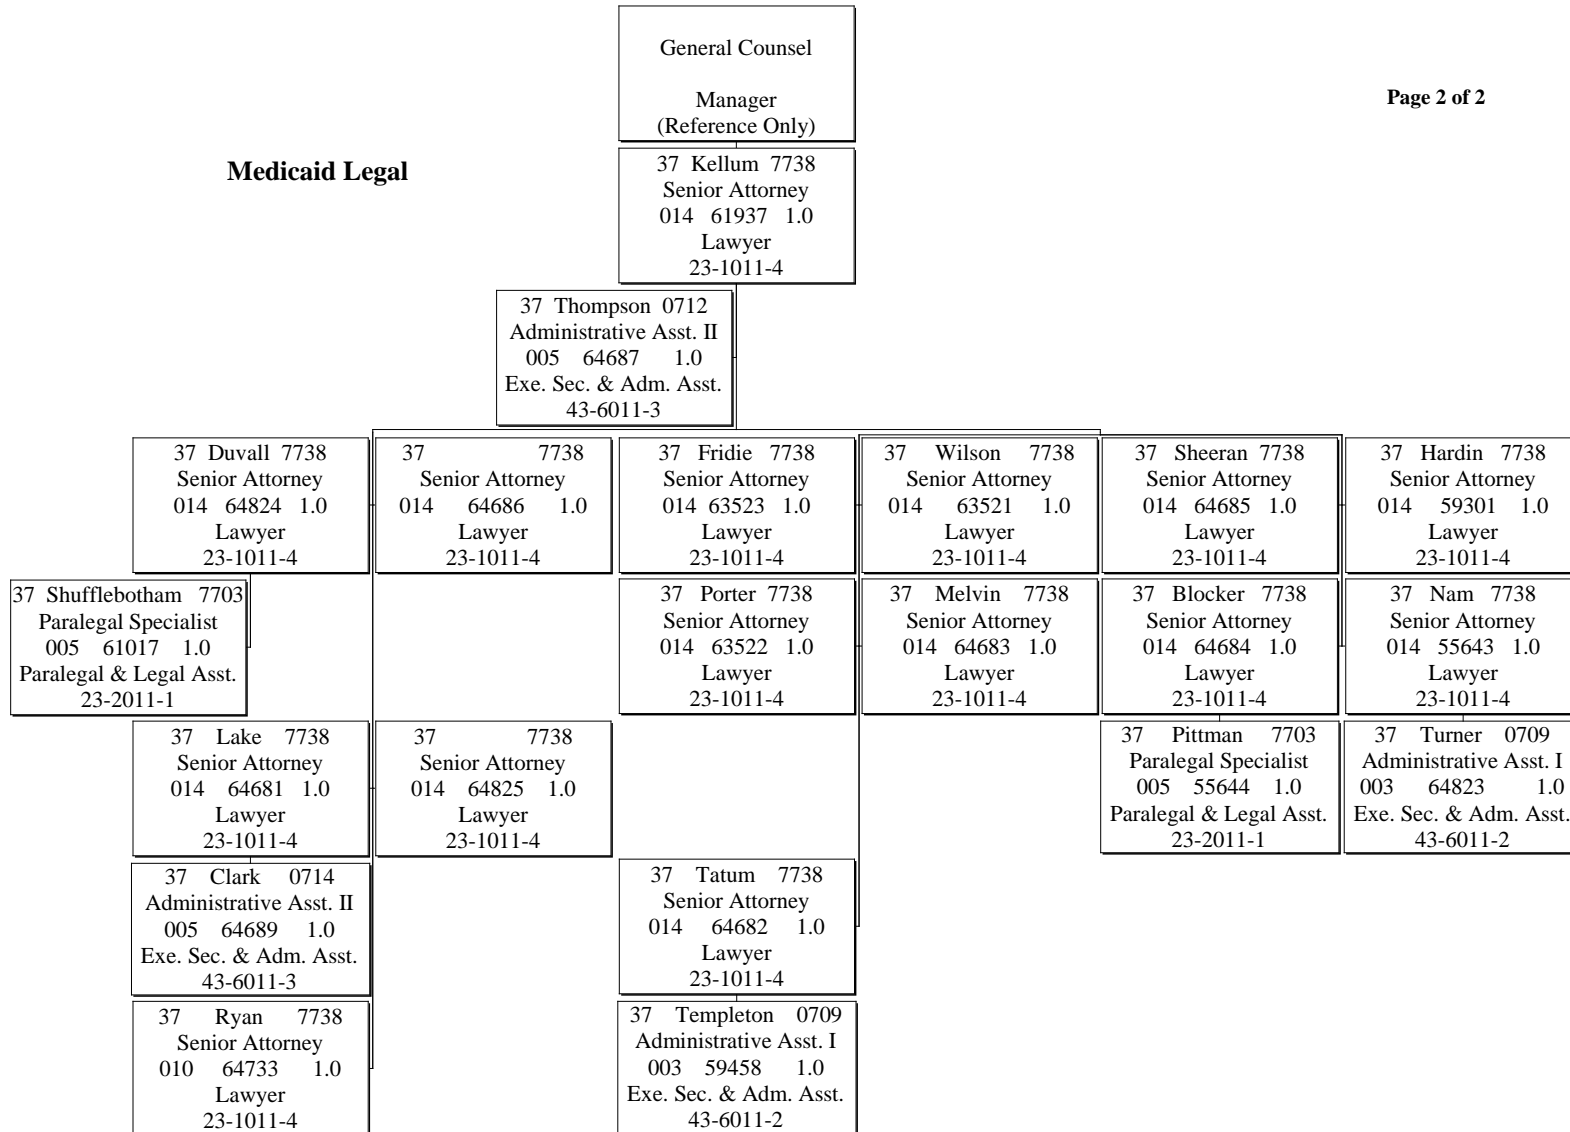 General Counsel
Manager
(Reference Only)
Page 2 of 2
Medicaid Legal
37 Kellum 7738
Senior Attorney
014 61937 1.0
Lawyer
23-1011-4
37 Thompson 0712
Administrative Asst. II
005 64687 1.0
Exe. Sec. & Adm. Asst.
43-6011-3
37 Duvall 7738
Senior Attorney
014 64824 1.0
Lawyer
23-1011-4
37 7738
Senior Attorney
014 64686 1.0
Lawyer
23-1011-4
37 Fridie 7738
Senior Attorney
014 63523 1.0
Lawyer
23-1011-4
37 Wilson 7738
Senior Attorney
014 63521 1.0
Lawyer
23-1011-4
37 Sheeran 7738
Senior Attorney
014 64685 1.0
Lawyer
23-1011-4
37 Hardin 7738
Senior Attorney
014 59301 1.0
Lawyer
23-1011-4
37 Shufflebotham 7703
Paralegal Specialist
005 61017 1.0
Paralegal & Legal Asst.
23-2011-1
37 Porter 7738
Senior Attorney
014 63522 1.0
Lawyer
23-1011-4
37 Melvin 7738
Senior Attorney
014 64683 1.0
Lawyer
23-1011-4
37 Blocker 7738
Senior Attorney
014 64684 1.0
Lawyer
23-1011-4
37 Nam 7738
Senior Attorney
014 55643 1.0
Lawyer
23-1011-4
37 Lake 7738
Senior Attorney
014 64681 1.0
Lawyer
23-1011-4
37 7738
Senior Attorney
014 64825 1.0
Lawyer
23-1011-4
37 Pittman 7703
Paralegal Specialist
005 55644 1.0
Paralegal & Legal Asst.
23-2011-1
37 Turner 0709
Administrative Asst. I
003 64823 1.0
Exe. Sec. & Adm. Asst.
43-6011-2
37 Clark 0714
Administrative Asst. II
005 64689 1.0
Exe. Sec. & Adm. Asst.
43-6011-3
37 Tatum 7738
Senior Attorney
014 64682 1.0
Lawyer
23-1011-4
37 Ryan 7738
Senior Attorney
010 64733 1.0
Lawyer
23-1011-4
37 Templeton 0709
Administrative Asst. I
003 59458 1.0
Exe. Sec. & Adm. Asst.
43-6011-2